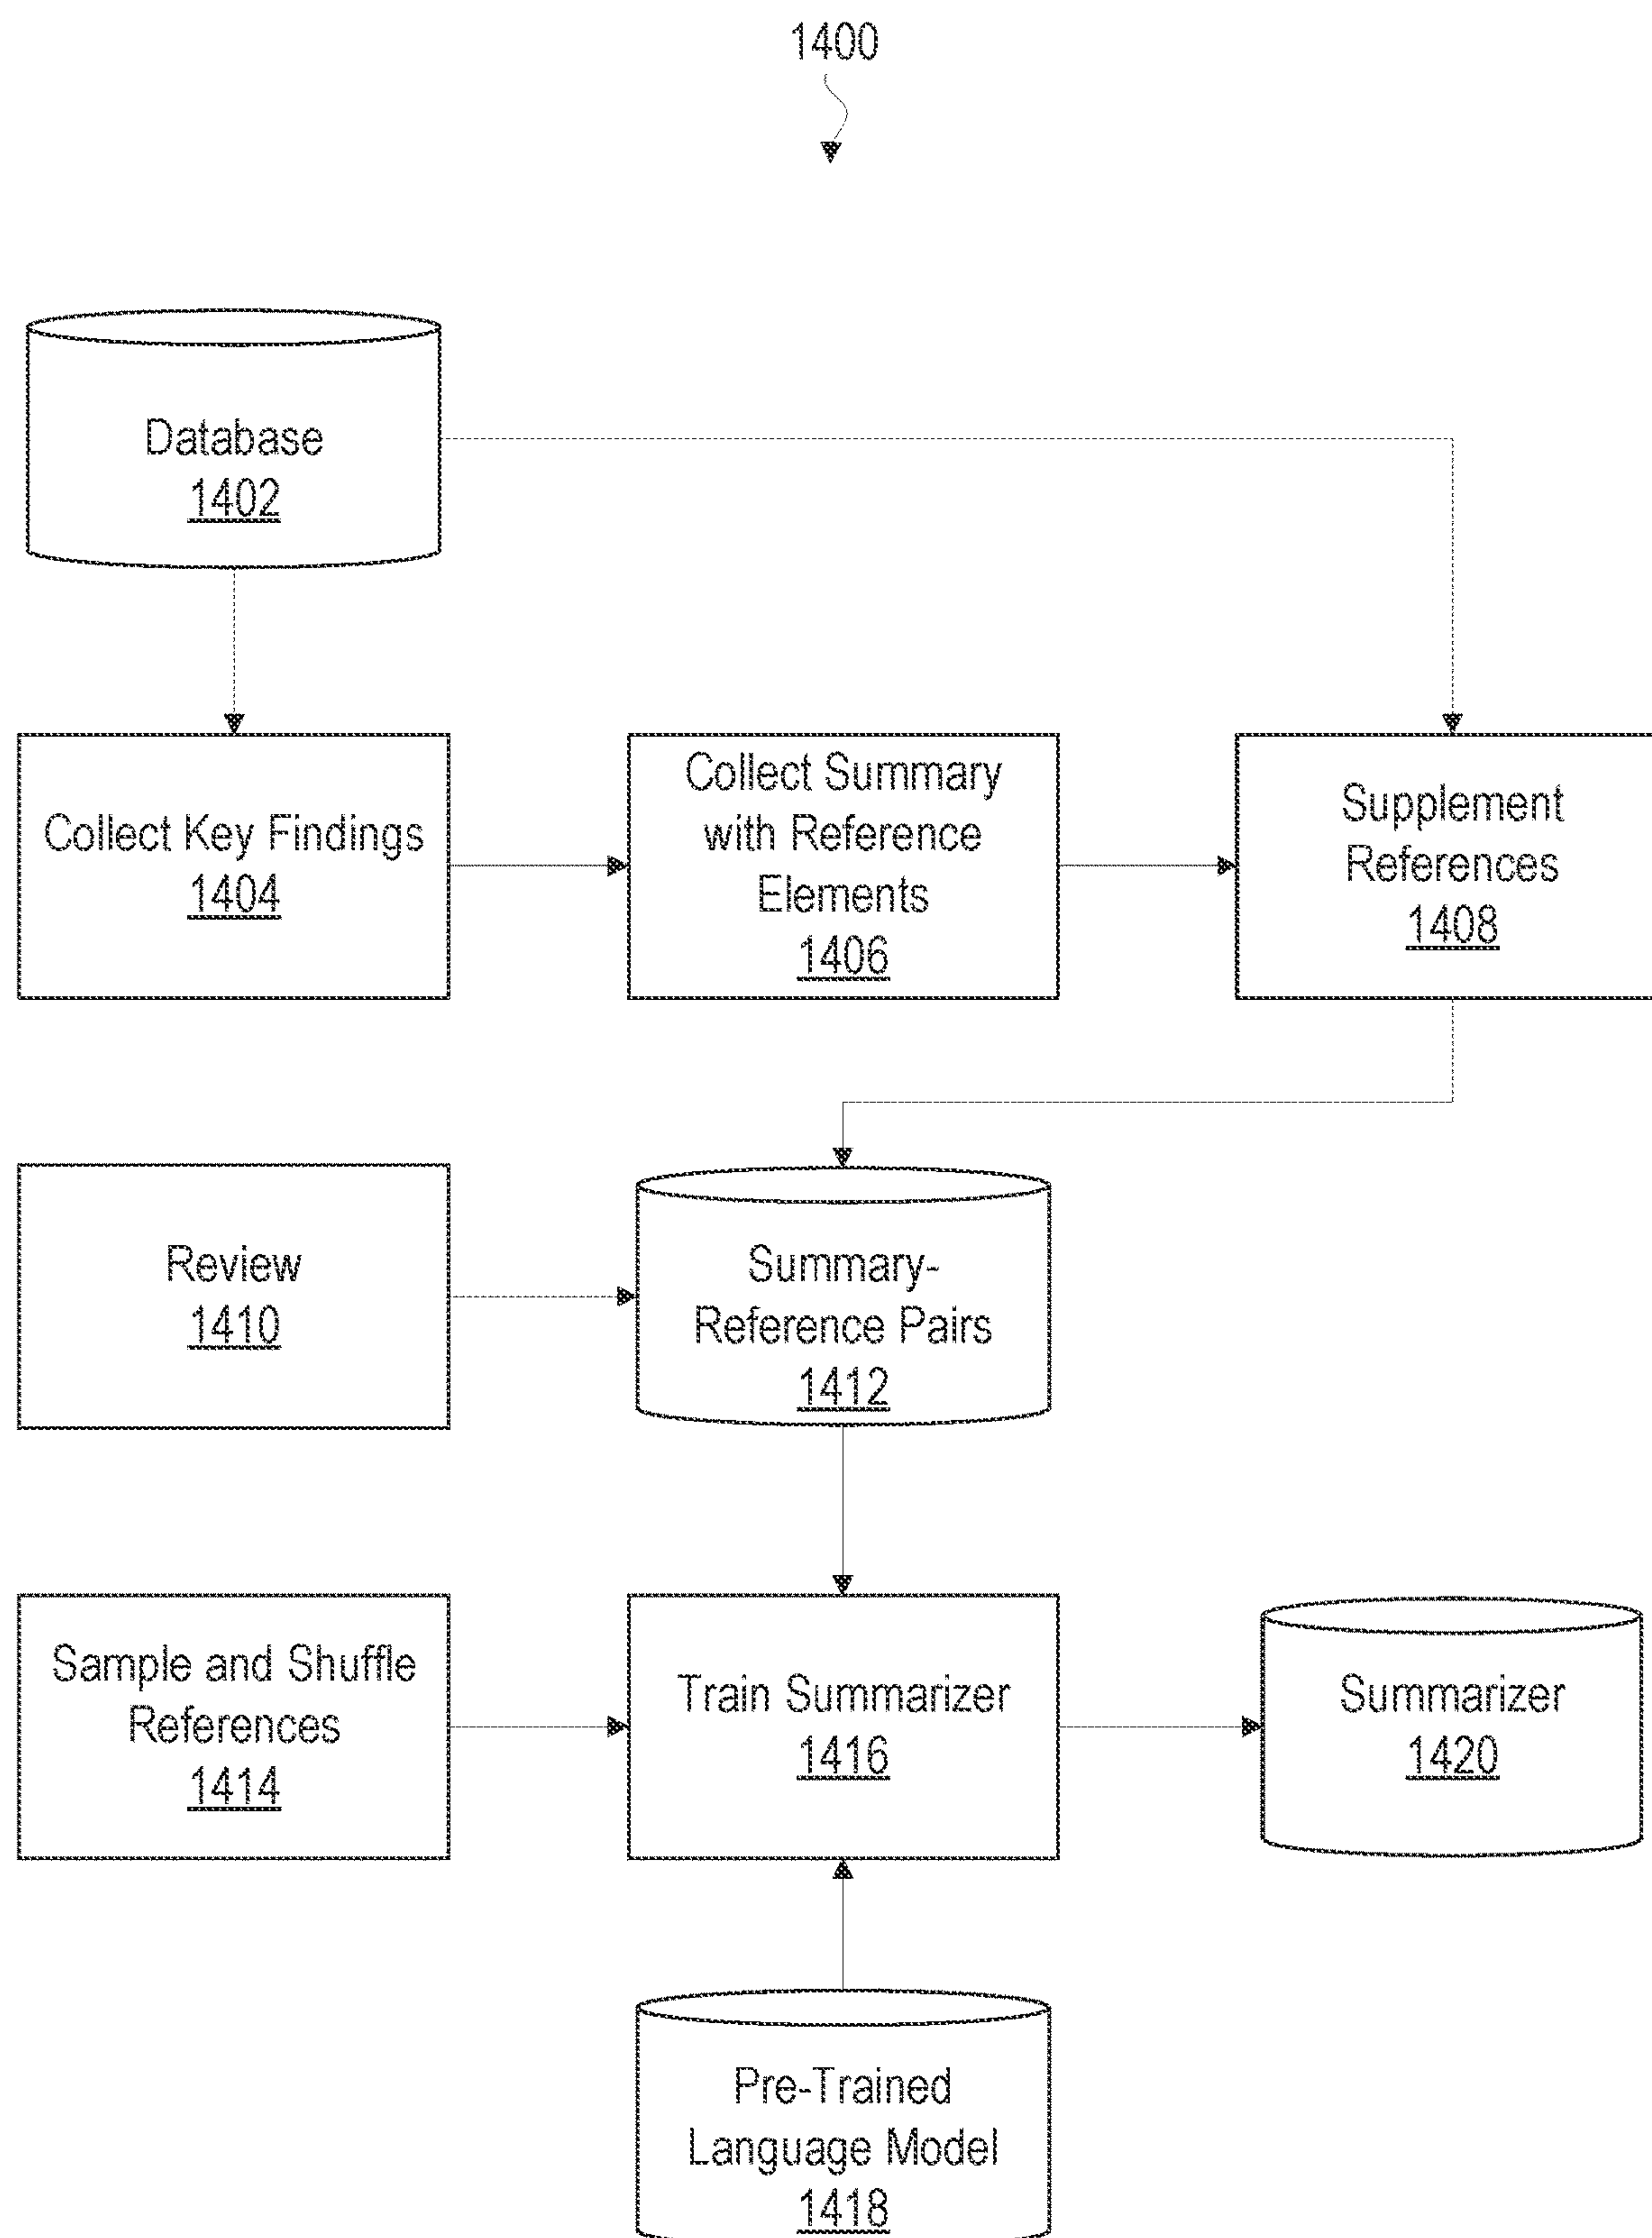 1400
Database
1402
Collect Key Findings
1404
Collect Summary
with Reference
Elements
1406
Supplement
References
1408
Review
1410
Summary-
Reference Pairs
1412
Sample and Shuffle
References
1414
Train Summarizer
1416
Summarizer
1420
Pre-Trained
Language Model
1418